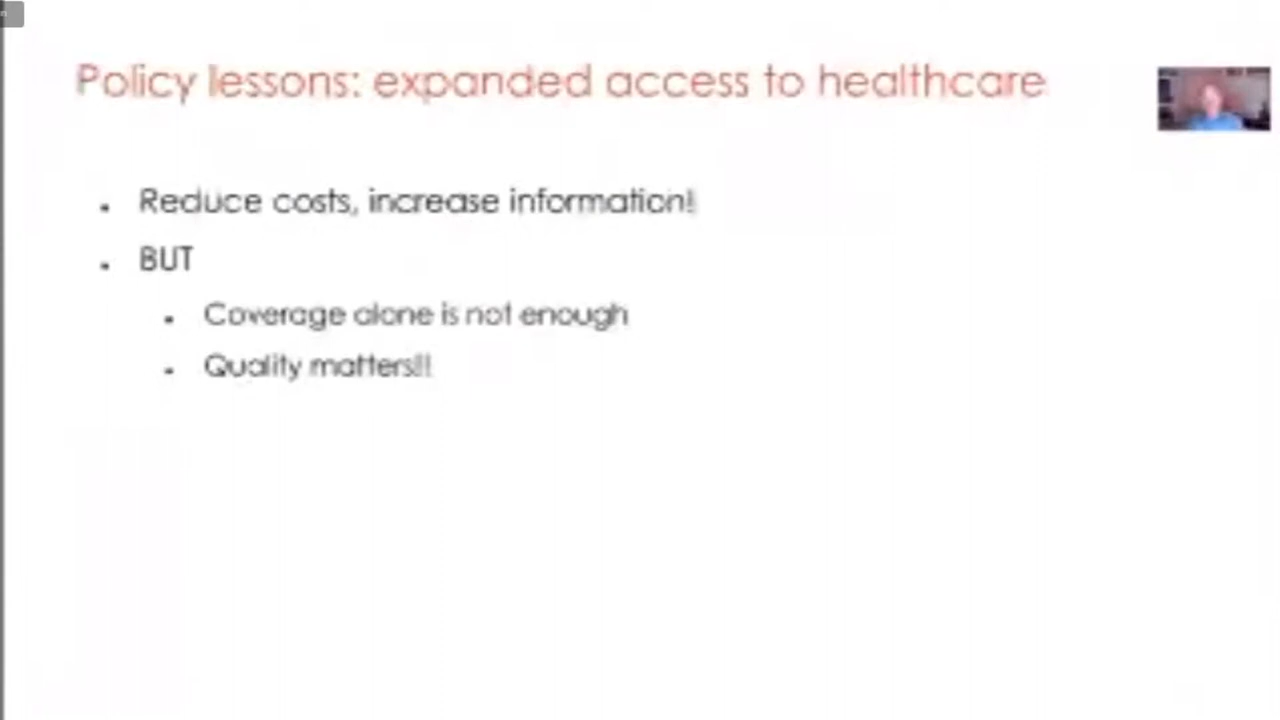 Policy lessons: expanded access to healthcare
Reduce costs, increase information!
BUT
Coverage alone is not enough
Quality matters!!